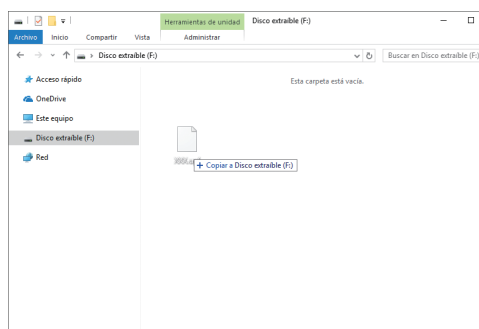 Herramientas de unidad
Disco extraíble (F:)
Archivo
Inicio
Compartir
Vista
Administrar
Disco extraíble (F:)
Buscar en Disco extraíble (F:)
Acceso rápido
OneDrive
Este equipo
Disco extraíble (F:)
Red
Esta carpeta está vacía.
Copiar a Disco extraíble (F:)